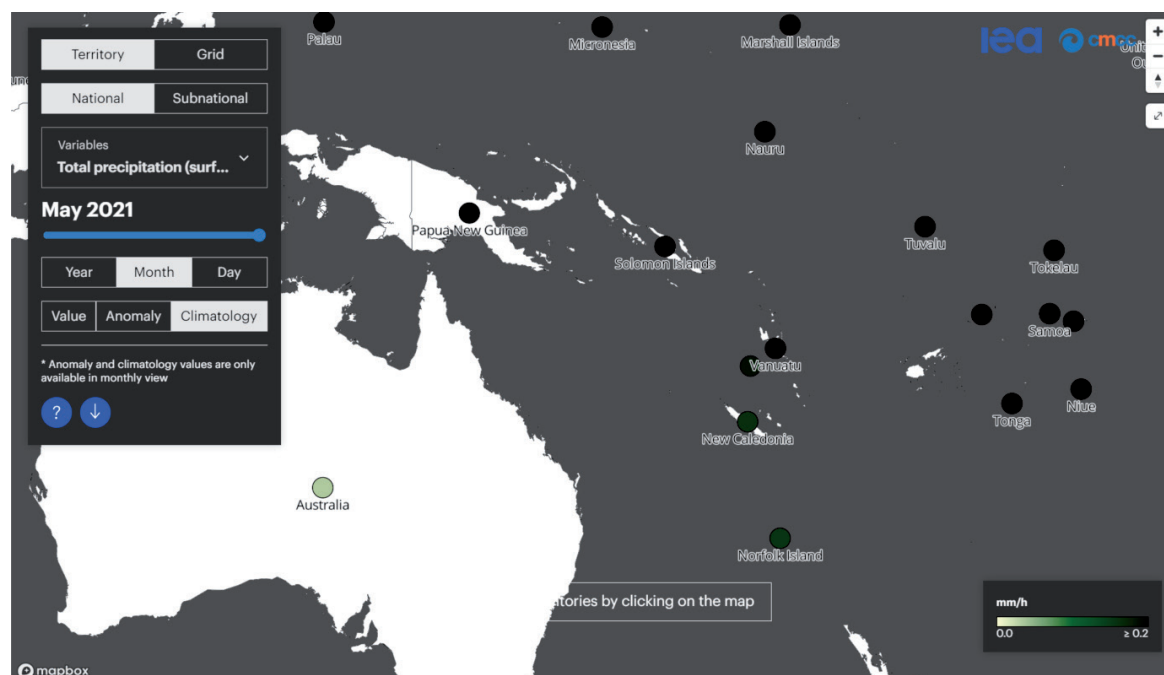 Territory
Grid
National
Subnational
Variables
Total precipitation (surf...
May 2021
Year
Month
Day
Value
Anomaly
Climatology
* Anomaly and climatology values are only
available in monthly view
?
Palau
Micronesia
Marshall Islands
iea
cmcc
Nauru
Papua New Guinea
Solomon Islands
Tuvalu
Tokelau
Samoa
Vanuatu
Tonga
Niue
New Caledonia
Australia
Norfolk Island
tories by clicking on the map
mm/h
0.0
≥ 0.2
mapbox